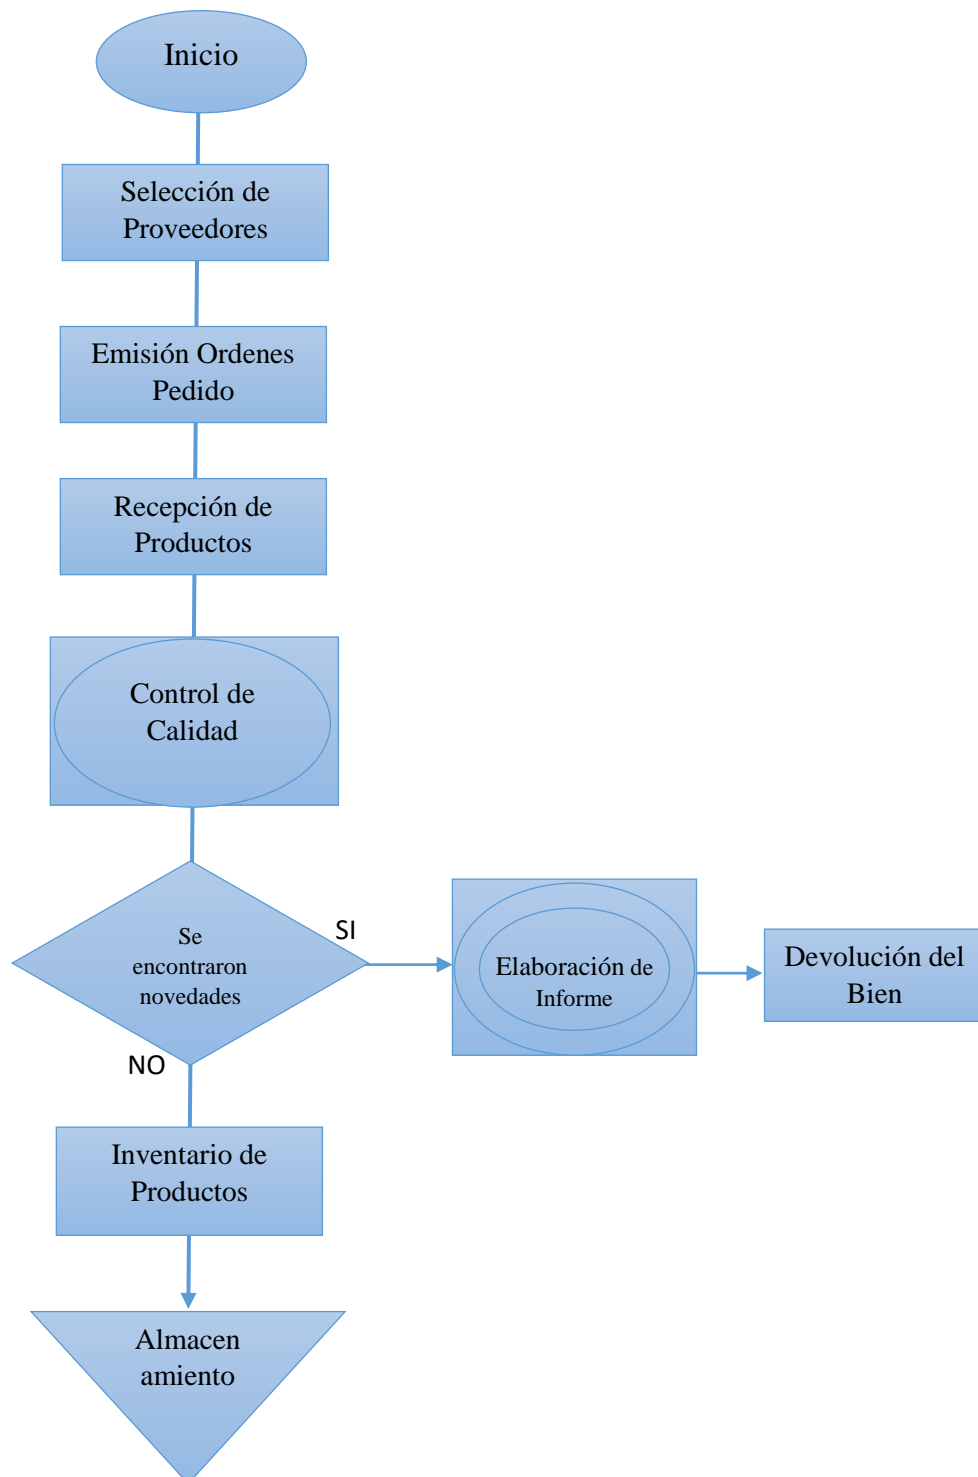 Inicio
Selección de
Proveedores
Emisión Ordenes
Pedido
Recepción de
Productos
Control de
Calidad
Se
encontraron
novedades
SI
Elaboración de
Informe
Devolución del
Bien
NO
Inventario de
Productos
Almacen
amiento